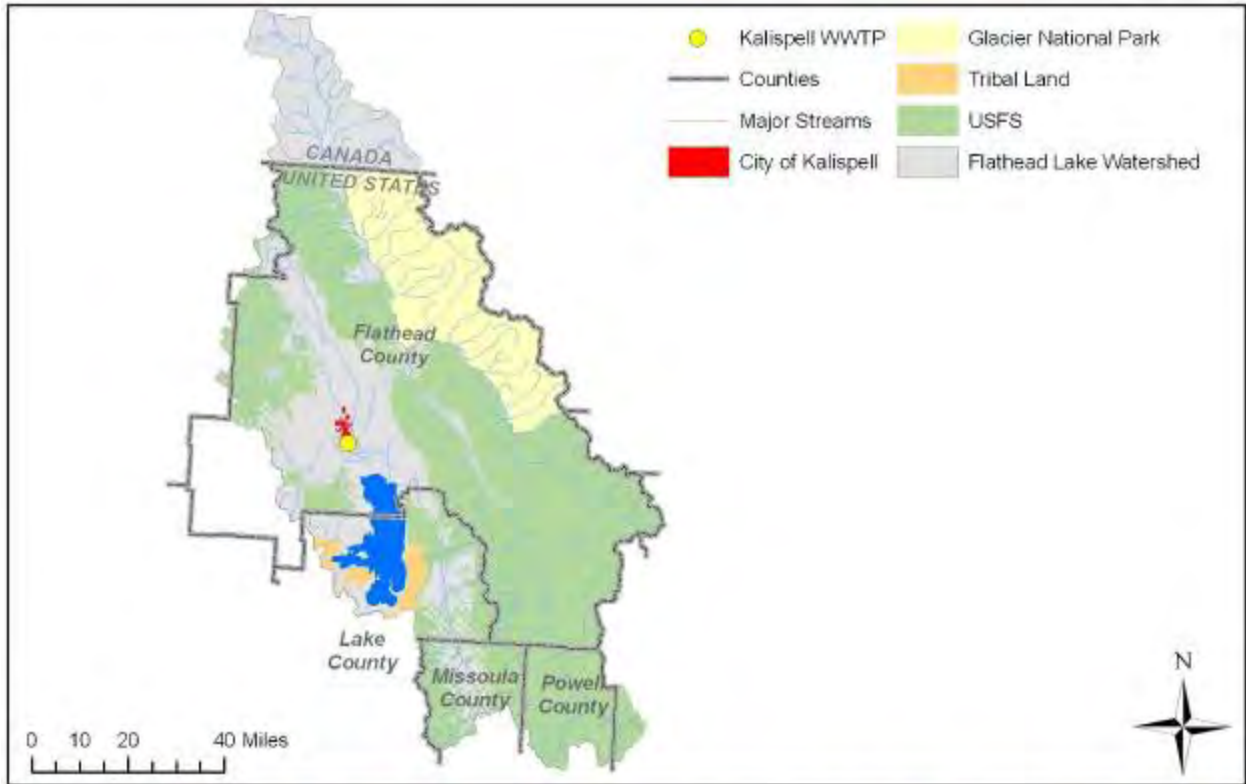 Kalispell WWTP
Counties
Major Streams
City of Kalispell
Glacier National Park
Tribal Land
USFS
Flathead Lake Watershed
CANADA
UNITED STATES
Flathead
County
Lake
County
Missoula
County
Powell
County
N
0 10 20 40 Miles